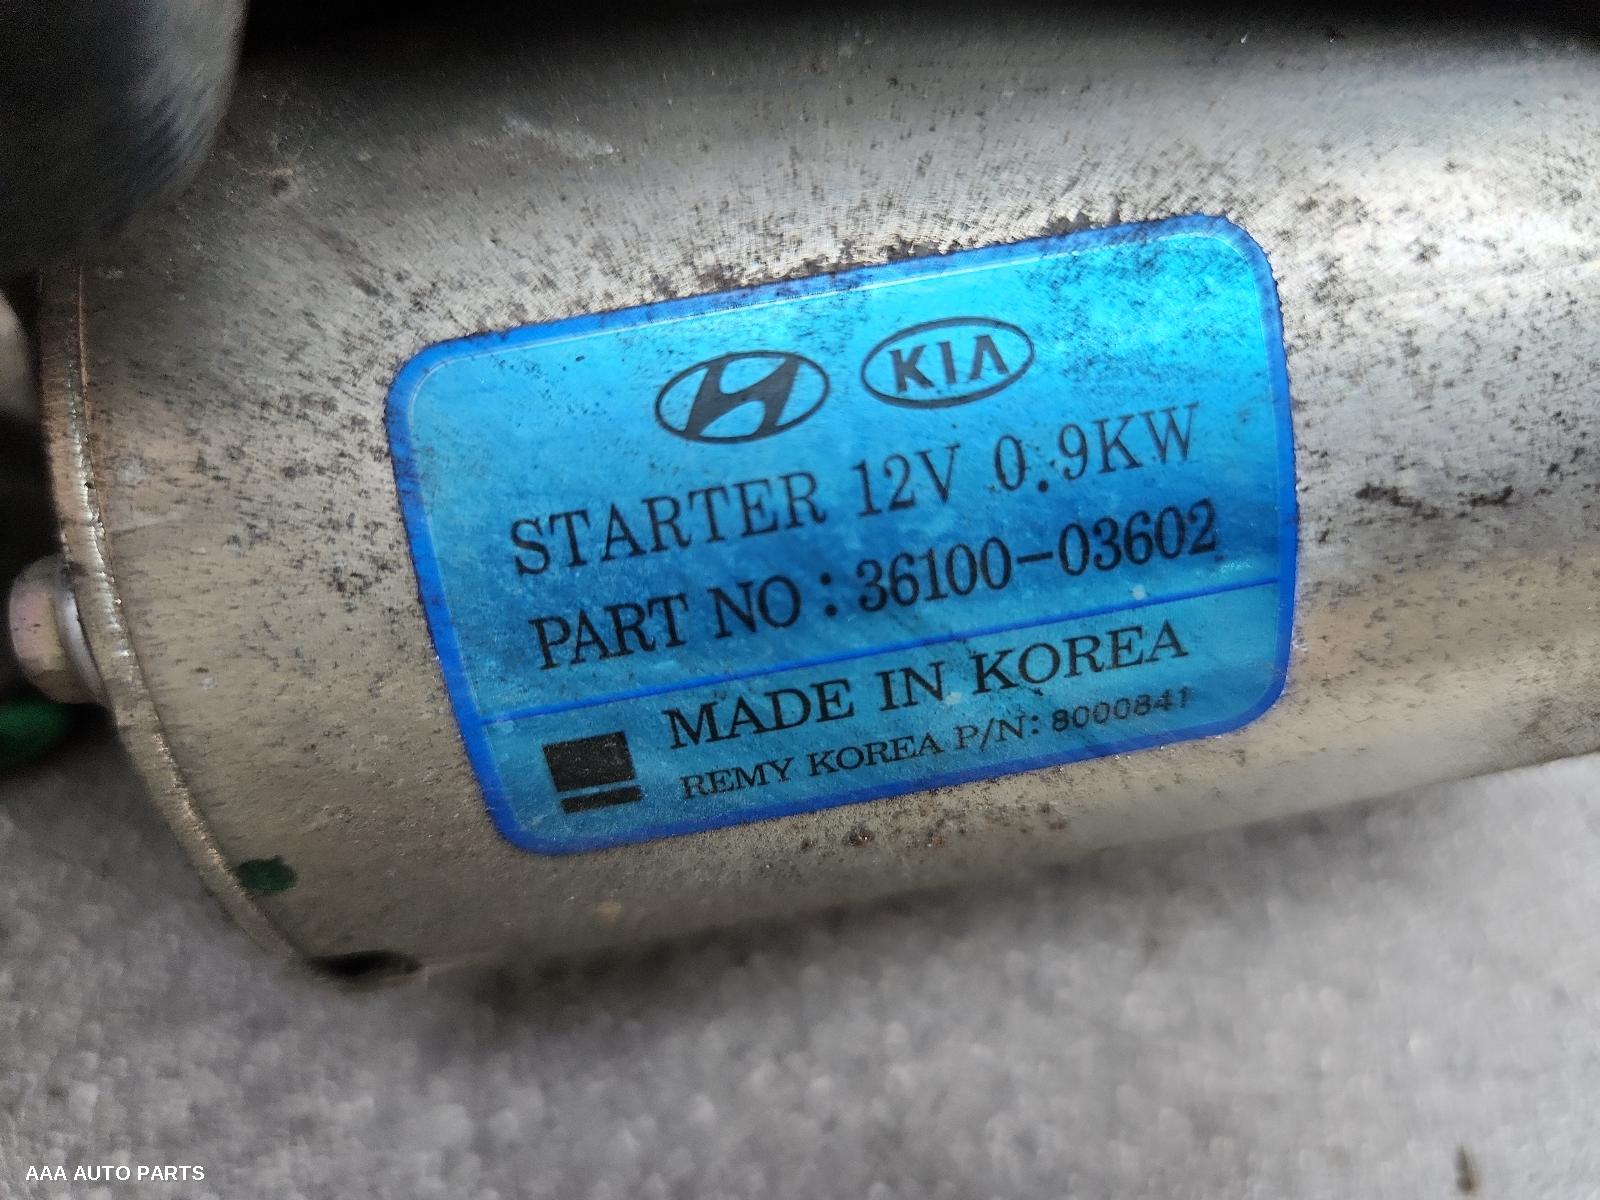 KIA
STARTER 12V 0.9KW
PART NO : 36100-03602
MADE IN KOREA
REMY KOREA P/N: 8000841
AAA AUTO PARTS